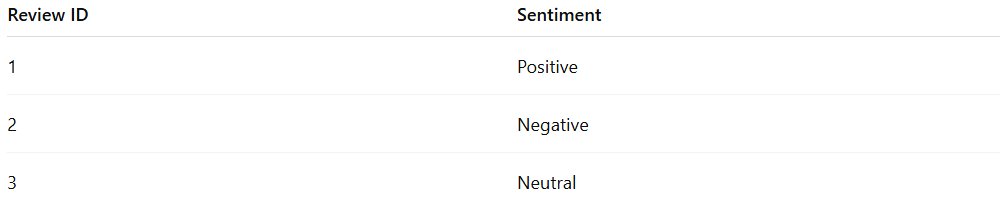 Review ID Sentiment
1 Positive
2 Negative
3 Neutral